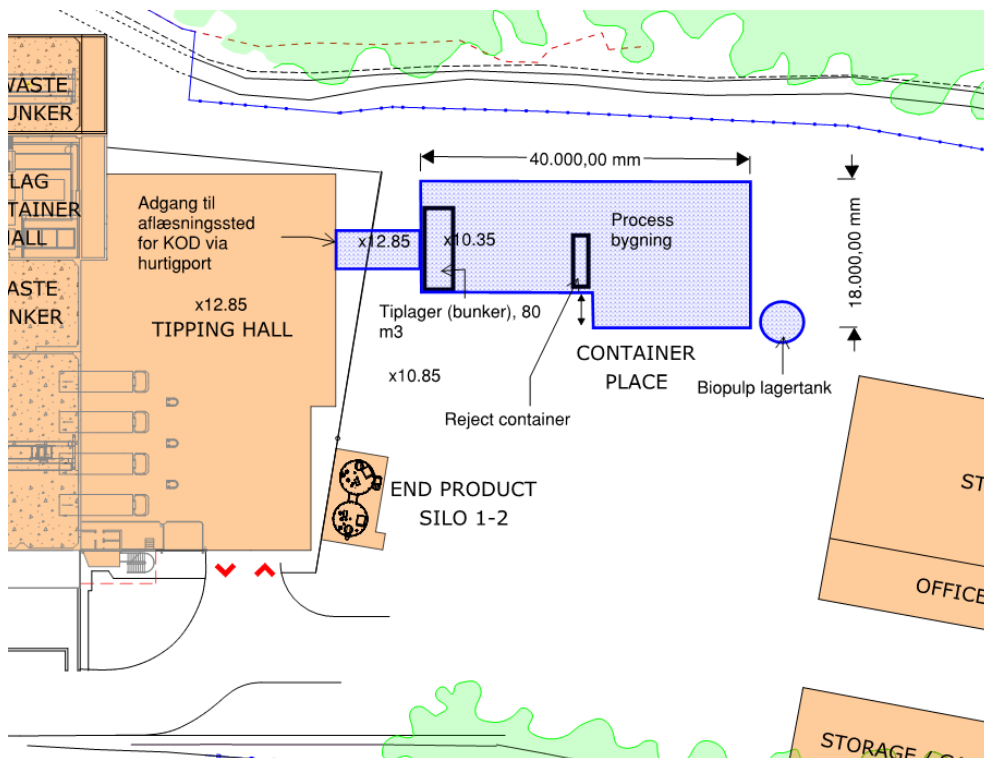 WASTE
BUNKER
LAG
TAINER
HALL
ASTE
NKER
Adgang til
aflæsningssted
for KOD via
hurtigport
x12.85
TIPPING HALL
x12.85
x10.35
40.000,00 mm
Process
bygning
18.000,00 mm
Tiplager (bunker), 80
m3
x10.85
CONTAINER
PLACE
Reject container
Biopulp lagertank
END PRODUCT
SILO 1-2
ST
OFFICE
STORAGE